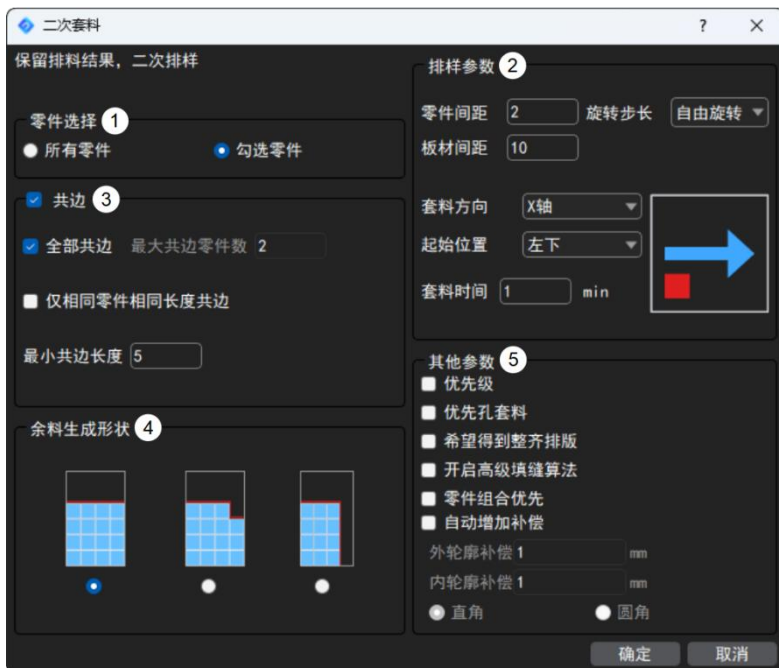 二次套料 ? ×
保留排料结果, 二次排样
零件选择 1
所有零件 勾选零件
共边 3
全部共边 最大共边零件数 2
仅相同零件相同长度共边
最小共边长度 5
余料生成形状 4
排样参数 2
零件间距 2 旋转步长 自由旋转
板材间距 10
套料方向 X轴
起始位置 左下
套料时间 1 min
其他参数 5
优先级
优先孔套料
希望得到整齐排版
开启高级填缝算法
零件组合优先
自动增加补偿
外轮廓补偿 1 mm
内轮廓补偿 1 mm
直角 圆角
确定 取消